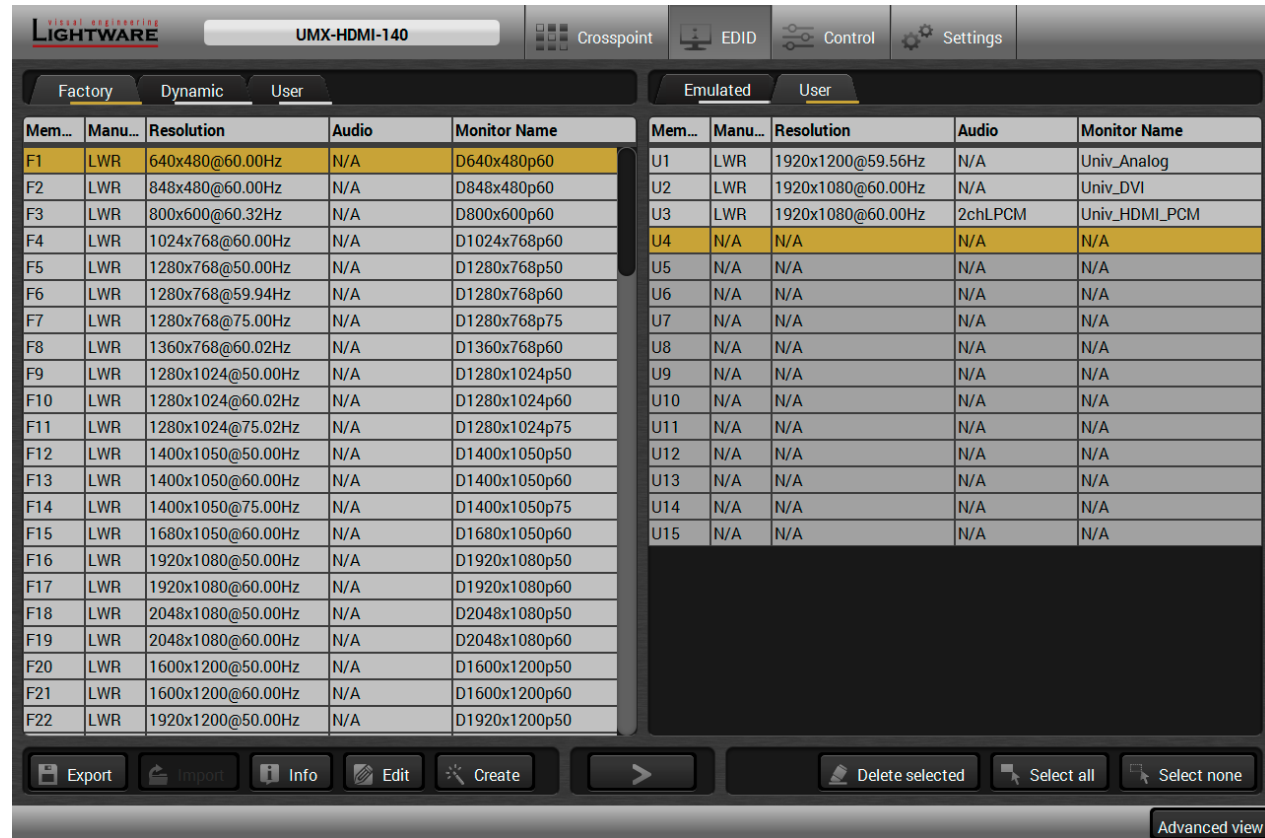 visual engineering
LIGHTWARE UMX-HDMI-140 Crosspoint EDID Control Settings
Factory Dynamic User
Mem... Manu... Resolution Audio Monitor Name
F1 LWR 640x480@60.00Hz N/A D640x480p60
F2 LWR 848x480@60.00Hz N/A D848x480p60
F3 LWR 800x600@60.32Hz N/A D800x600p60
F4 LWR 1024x768@60.00Hz N/A D1024x768p60
F5 LWR 1280x768@50.00Hz N/A D1280x768p50
F6 LWR 1280x768@59.94Hz N/A D1280x768p60
F7 LWR 1280x768@75.00Hz N/A D1280x768p75
F8 LWR 1360x768@60.02Hz N/A D1360x768p60
F9 LWR 1280x1024@50.00Hz N/A D1280x1024p50
F10 LWR 1280x1024@60.02Hz N/A D1280x1024p60
F11 LWR 1280x1024@75.02Hz N/A D1280x1024p75
F12 LWR 1400x1050@50.00Hz N/A D1400x1050p50
F13 LWR 1400x1050@60.00Hz N/A D1400x1050p60
F14 LWR 1400x1050@75.00Hz N/A D1400x1050p75
F15 LWR 1680x1050@60.00Hz N/A D1680x1050p60
F16 LWR 1920x1080@50.00Hz N/A D1920x1080p50
F17 LWR 1920x1080@60.00Hz N/A D1920x1080p60
F18 LWR 2048x1080@50.00Hz N/A D2048x1080p50
F19 LWR 2048x1080@60.00Hz N/A D2048x1080p60
F20 LWR 1600x1200@50.00Hz N/A D1600x1200p50
F21 LWR 1600x1200@60.00Hz N/A D1600x1200p60
F22 LWR 1920x1200@50.00Hz N/A D1920x1200p50
Emulated User
Mem... Manu... Resolution Audio Monitor Name
U1 LWR 1920x1200@59.56Hz N/A Univ_Analog
U2 LWR 1920x1080@60.00Hz N/A Univ_DVI
U3 LWR 1920x1080@60.00Hz 2chLPCM Univ_HDMI_PCM
U4 N/A N/A N/A N/A
U5 N/A N/A N/A N/A
U6 N/A N/A N/A N/A
U7 N/A N/A N/A N/A
U8 N/A N/A N/A N/A
U9 N/A N/A N/A N/A
U10 N/A N/A N/A N/A
U11 N/A N/A N/A N/A
U12 N/A N/A N/A N/A
U13 N/A N/A N/A N/A
U14 N/A N/A N/A N/A
U15 N/A N/A N/A N/A
Export Import Info Edit Create > Delete selected Select all Select none
Advanced view